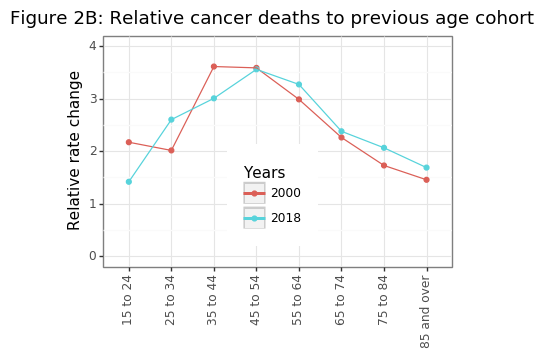 Figure 2B: Relative cancer deaths to previous age cohort
Relative rate change
4
3
2
1
0
Years
2000
2018
15 to 24
25 to 34
35 to 44
45 to 54
55 to 64
65 to 74
75 to 84
85 and over